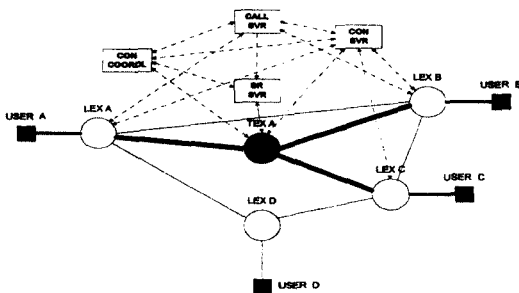 CALL
SVR
CON
SVR
CON
COORDL
SR
SVR
LEX B
USER B
LEX A
USER A
TEX A
LEX C
USER C
LEX D
USER D